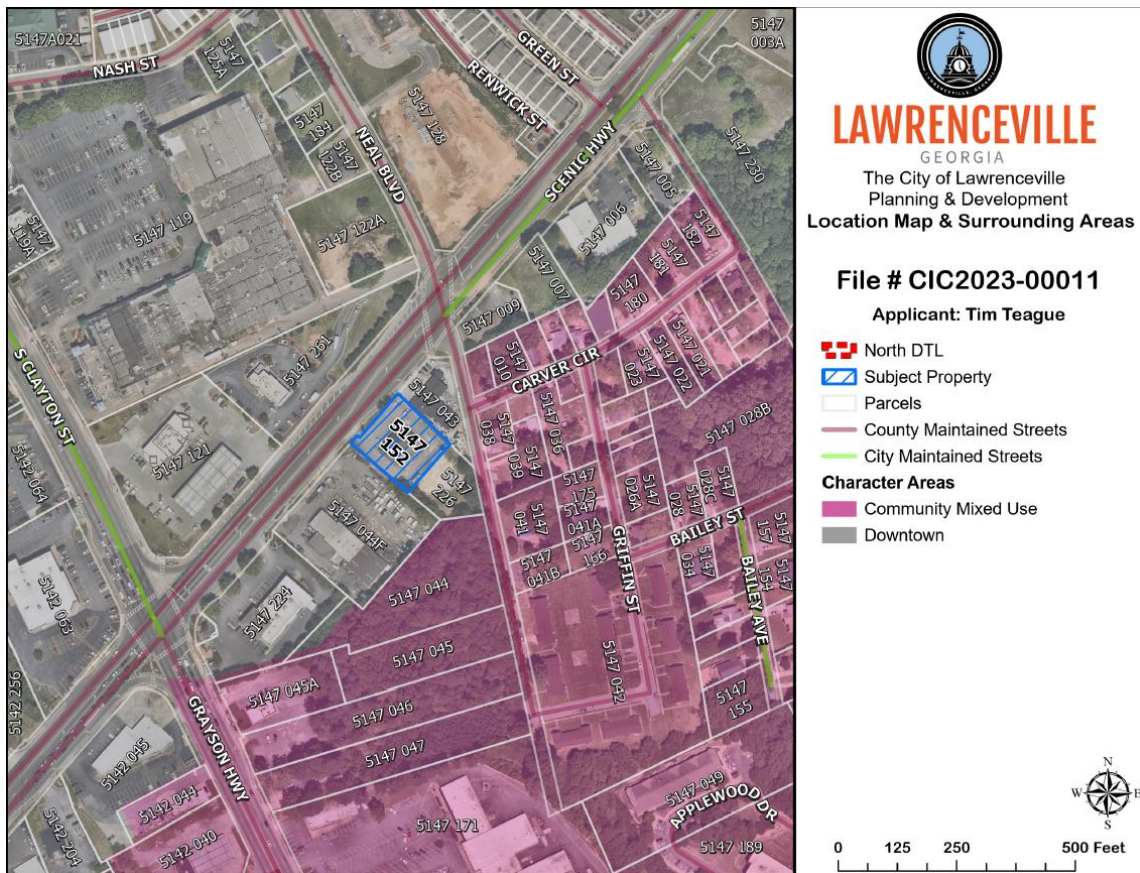 5147A021
NASH ST
5147
125A
5147
184
5147
122B
NEAL BLVD
5147 128
GREEN ST
RENWICK ST
SCENIC HWY
5147
003A
5147 230
5147 005
5147 006
5147
119A
5147 119
5147 122A
5147 007
5147
182
5147
181
5147
180
5147 009
5147 261
S CLAYTON ST
5147
010
CARVER CIR
5147 021
5147 022
5147
023
5147 043
5147
152
5147
226
038
5147 036
5147
039
5147
5147 028B
5142 064
5147 121
5147 044F
5147
175
5147
041A
5147
166
5147
041
5147
041B
5147
026A
5147
028
5147
028C
BAILEY ST
5147
034
5147
157
5147
154
BAILEY AVE
GRIFFIN ST
5147 042
5147
155
5142 063
5147 224
5147 044
5147 045
5147 045A
5147 046
5147 047
5142 256
GRAYSON HWY
5142 045
5142 044
5142 040
5142 204
5147 171
5147 049
APPLEWOOD DR
5147 189
LAWRENCEVILLE
GEORGIA
The City of Lawrenceville
Planning & Development
Location Map & Surrounding Areas
File # CIC2023-00011
Applicant: Tim Teague
North DTL
Subject Property
Parcels
County Maintained Streets
City Maintained Streets
Character Areas
Community Mixed Use
Downtown
N
W E
S
0 125 250 500 Feet